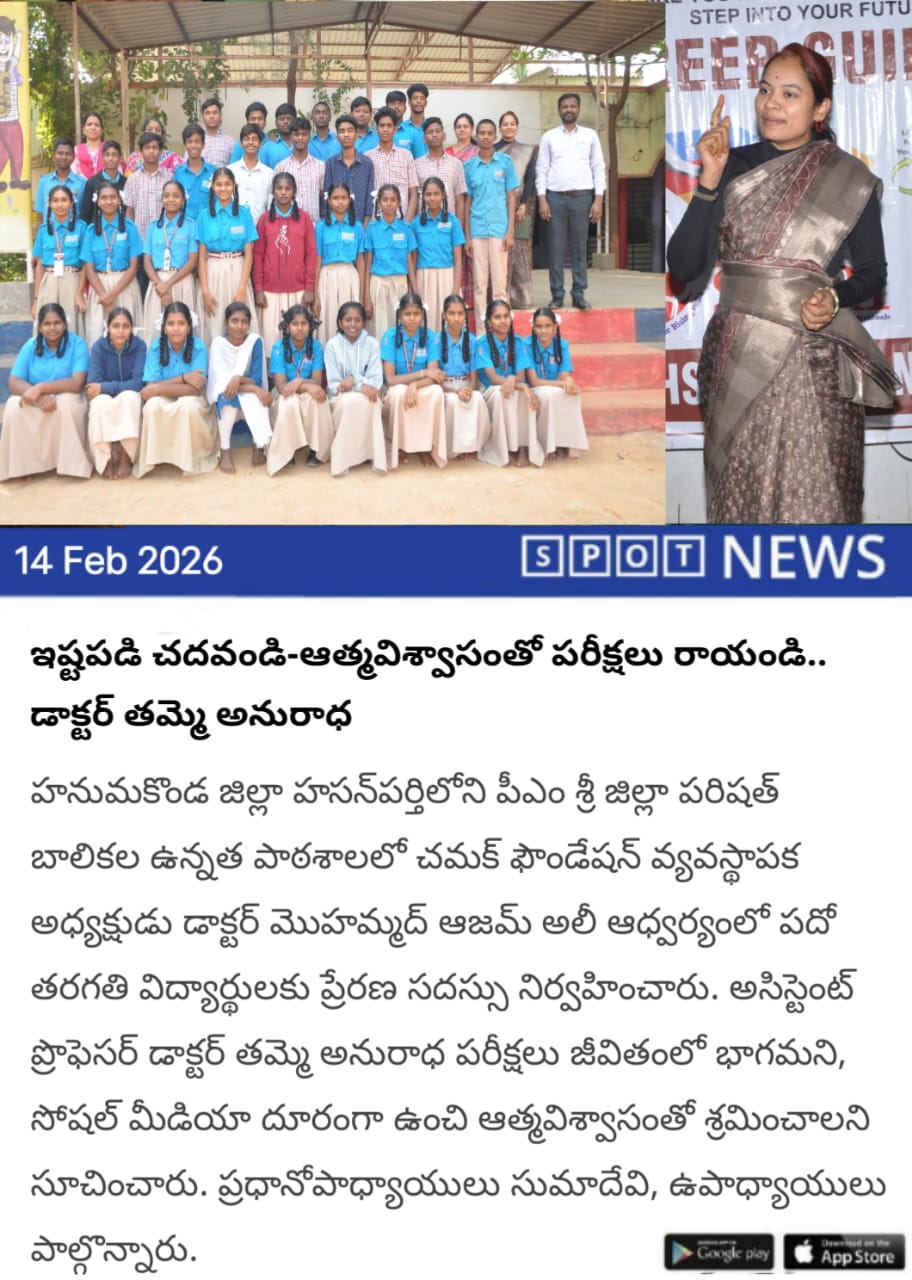 STEP INTO YOUR FUTU
14 Feb 2026
SPOT NEWS
ఇష్టపడి చదవండి-ఆత్మవిశ్వాసంతో పరీక్షలు రాయండి..
డాక్టర్ తమ్మె అనురాధ
హనుమకొండ జిల్లా హసన్‌పర్తిలోని పీఎం శ్రీ జిల్లా పరిషత్
బాలికల ఉన్నత పాఠశాలలో చమక్ ఫౌండేషన్ వ్యవస్థాపక
అధ్యక్షుడు డాక్టర్ మొహమ్మద్ ఆజమ్ అలీ ఆధ్వర్యంలో పదో
తరగతి విద్యార్థులకు ప్రేరణ సదస్సు నిర్వహించారు. అసిస్టెంట్
ప్రొఫెసర్ డాక్టర్ తమ్మె అనురాధ పరీక్షలు జీవితంలో భాగమని,
సోషల్ మీడియా దూరంగా ఉంచి ఆత్మవిశ్వాసంతో శ్రమించాలని
సూచించారు. ప్రధానోపాధ్యాయులు సుమాదేవి, ఉపాధ్యాయులు
పాల్గొన్నారు.
Google play
Download on the
App Store